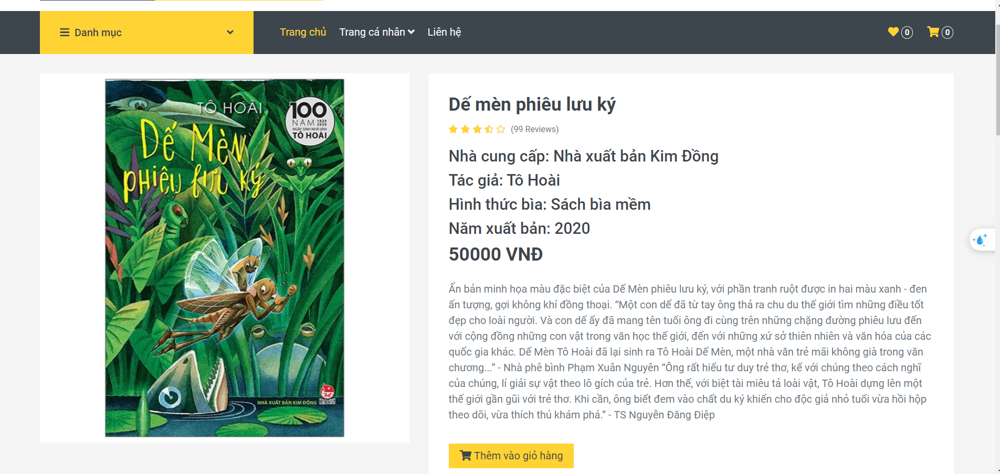 Danh mục
Trang chủ
Trang cá nhân
Liên hệ
0
0
TÔ HOÀI
100
NĂM 1920 2020
NGÀY SINH NHÀ VĂN
TÔ HOÀI
Dế Mèn
phiêu lưu ký
NHÀ XUẤT BẢN KIM ĐỒNG
Dế mèn phiêu lưu ký
(99 Reviews)
Nhà cung cấp: Nhà xuất bản Kim Đồng
Tác giả: Tô Hoài
Hình thức bìa: Sách bìa mềm
Năm xuất bản: 2020
50000 VNĐ
Ấn bản minh họa màu đặc biệt của Dế Mèn phiêu lưu ký, với phần tranh ruột được in hai màu xanh - đen
ấn tượng, gợi không khí đồng thoại. “Một con dế đã từ tay ông thả ra chu du thế giới tìm những điều tốt
đẹp cho loài người. Và con dế ấy đã mang tên tuổi ông đi cùng trên những chặng đường phiêu lưu đến
với cộng đồng những con vật trong văn học thế giới, đến với những xứ sở thiên nhiên và văn hóa của các
quốc gia khác. Dế Mèn Tô Hoài đã lại sinh ra Tô Hoài Dế Mèn, một nhà văn trẻ mãi không già trong văn
chương...” - Nhà phê bình Phạm Xuân Nguyên “Ông rất hiểu tư duy trẻ thơ, kể với chúng theo cách nghĩ
của chúng, lí giải sự vật theo lô gích của trẻ. Hơn thế, với biệt tài miêu tả loài vật, Tô Hoài dựng lên một
thế giới gần gũi với trẻ thơ. Khi cần, ông biết đem vào chất du ký khiến cho độc giả nhỏ tuổi vừa hồi hộp
theo dõi, vừa thích thú khám phá.” - TS Nguyễn Đăng Điệp
Thêm vào giỏ hàng